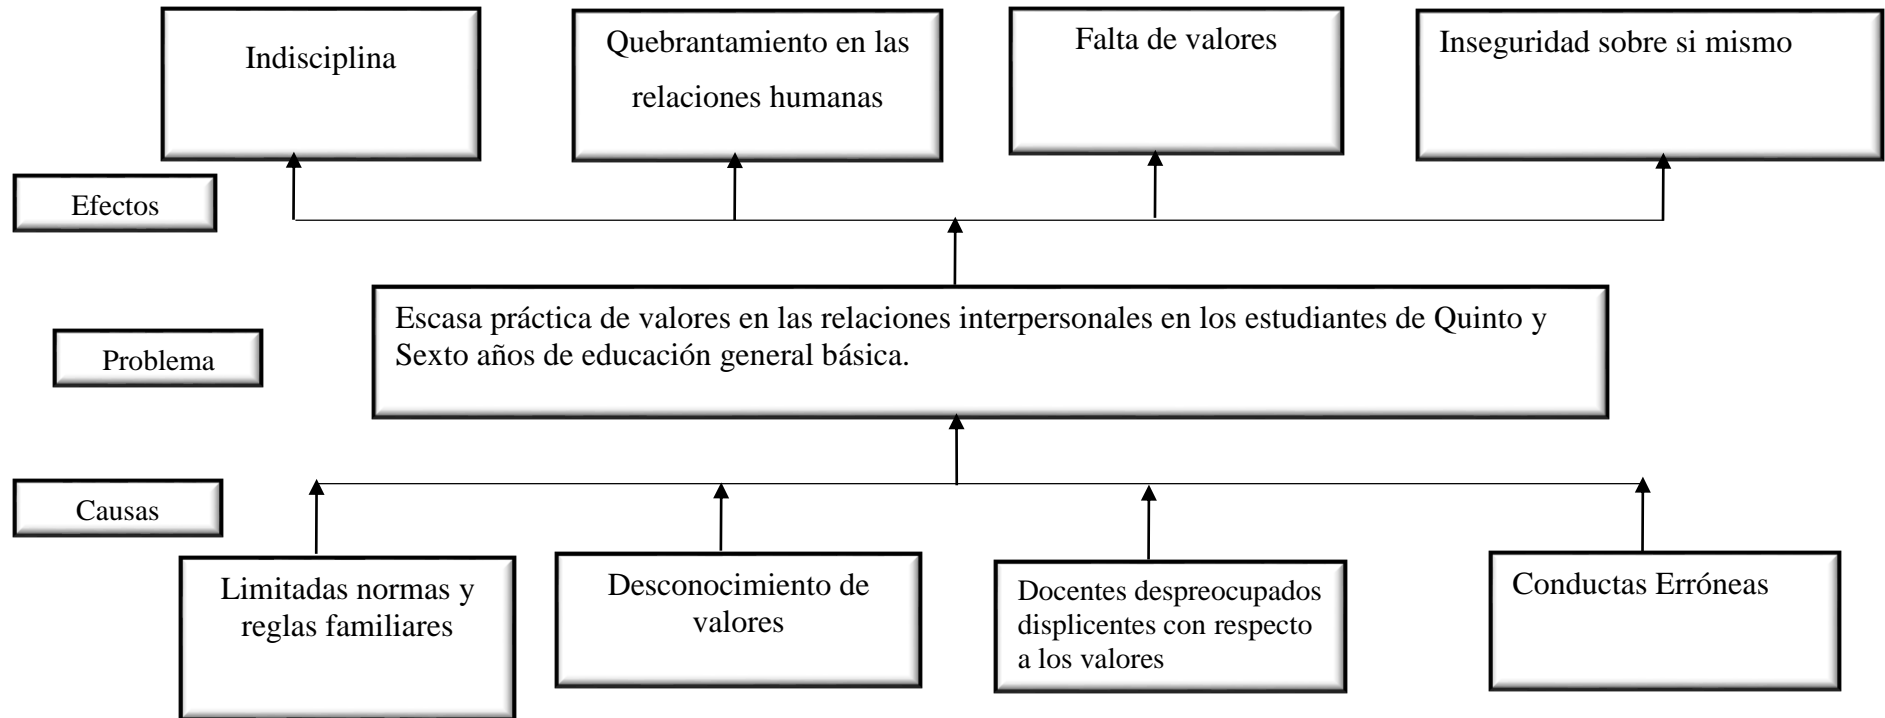 Indisciplina
Quebrantamiento en las
relaciones humanas
Falta de valores
Inseguridad sobre si mismo
Efectos
Escasa práctica de valores en las relaciones interpersonales en los estudiantes de Quinto y
Sexto años de educación general básica.
Problema
Causas
Limitadas normas y
reglas familiares
Desconocimiento de
valores
Docentes despreocupados
displicentes con respecto
a los valores
Conductas Erróneas